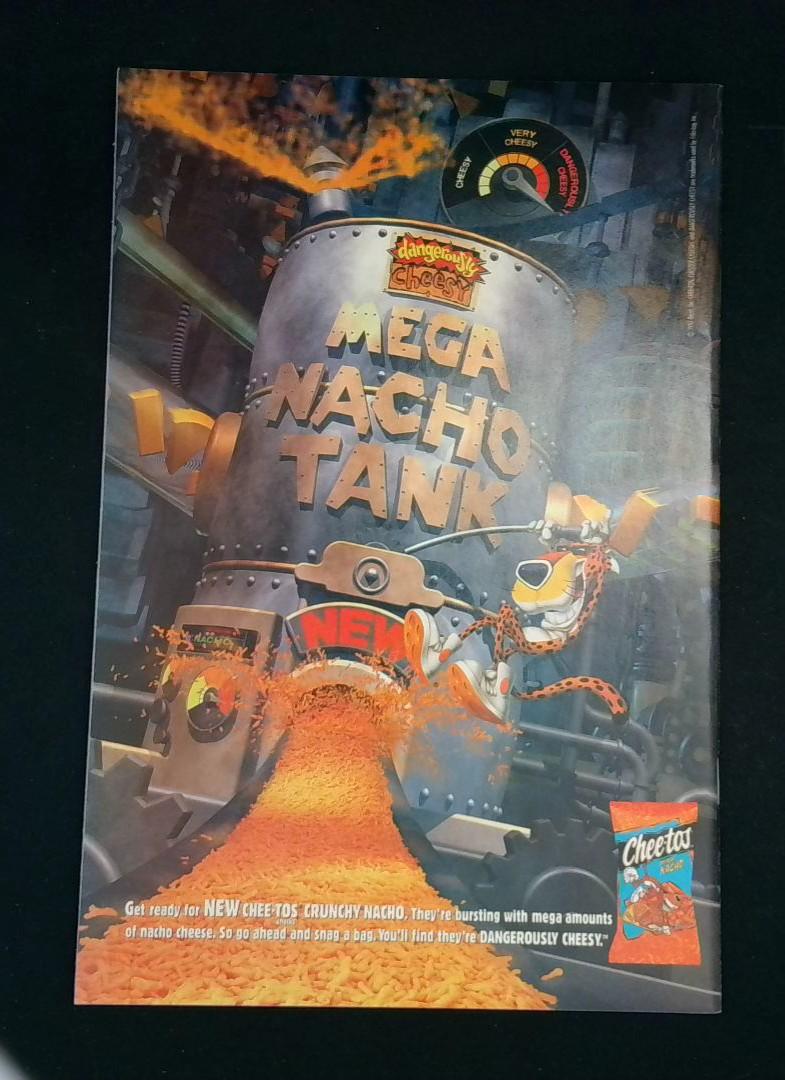 VERY
CHEESY
CHEESY
DANGEROUSLY
CHEESY
dangerously
cheesy
MEGA
NACHO
TANK
NEW
NACHO
Chee·tos
NACHO
Get ready for NEW CHEE·TOS CRUNCHY NACHO. They're bursting with mega amounts
of nacho cheese. So go ahead and snag a bag. You'll find they're DANGEROUSLY CHEESY.™